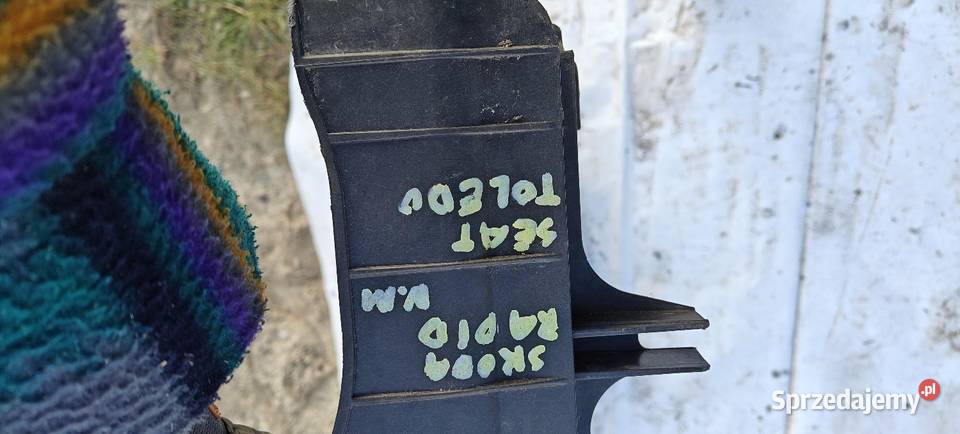 SKODA
RAPID
N.M
SEAT
TOLEDO
Sprzedajemy.pl